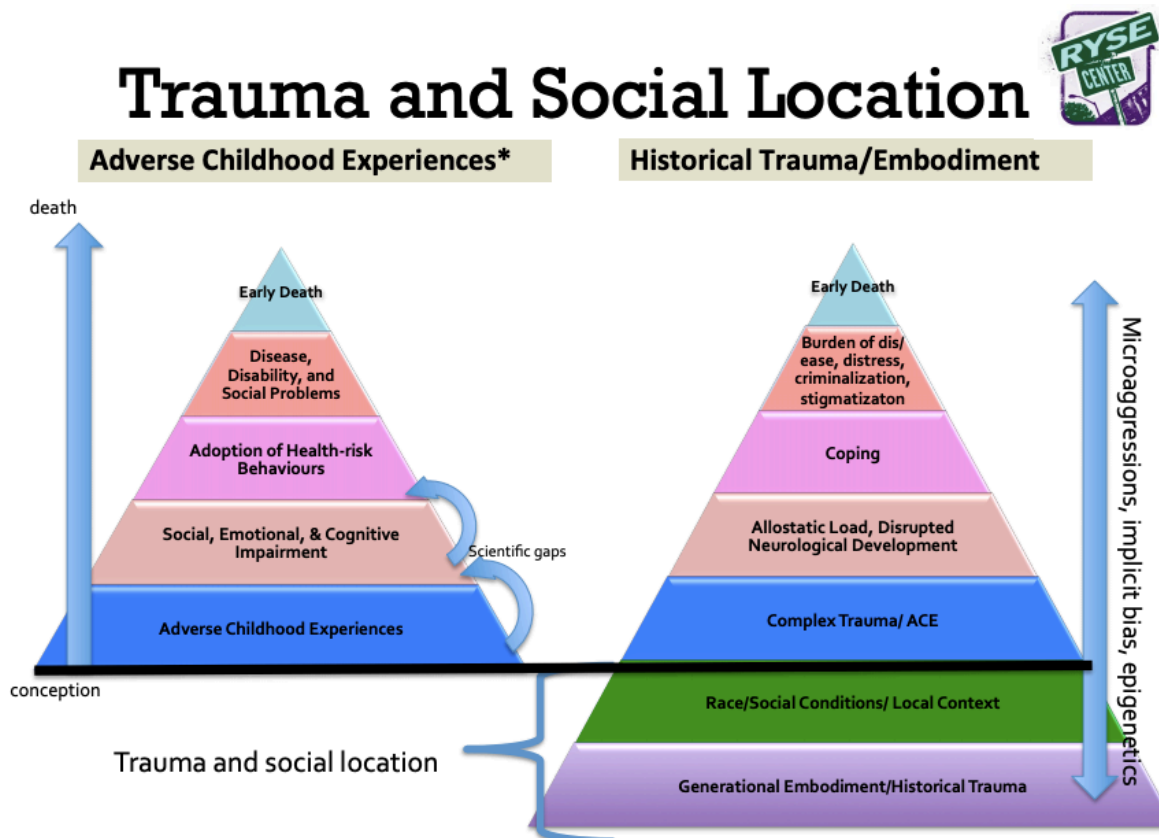 RYSE
CENTER
Trauma and Social Location
Adverse Childhood Experiences*
Historical Trauma/Embodiment
death
Early Death
Disease,
Disability, and
Social Problems
Adoption of Health-risk
Behaviours
Social, Emotional, & Cognitive
Impairment
Scientific gaps
Adverse Childhood Experiences
conception
Early Death
Burden of dis/
ease, distress,
criminalization,
stigmatizaton
Coping
Allostatic Load, Disrupted
Neurological Development
Complex Trauma/ ACE
Race/Social Conditions/ Local Context
Generational Embodiment/Historical Trauma
Trauma and social location
Microaggressions, implicit bias, epigenetics